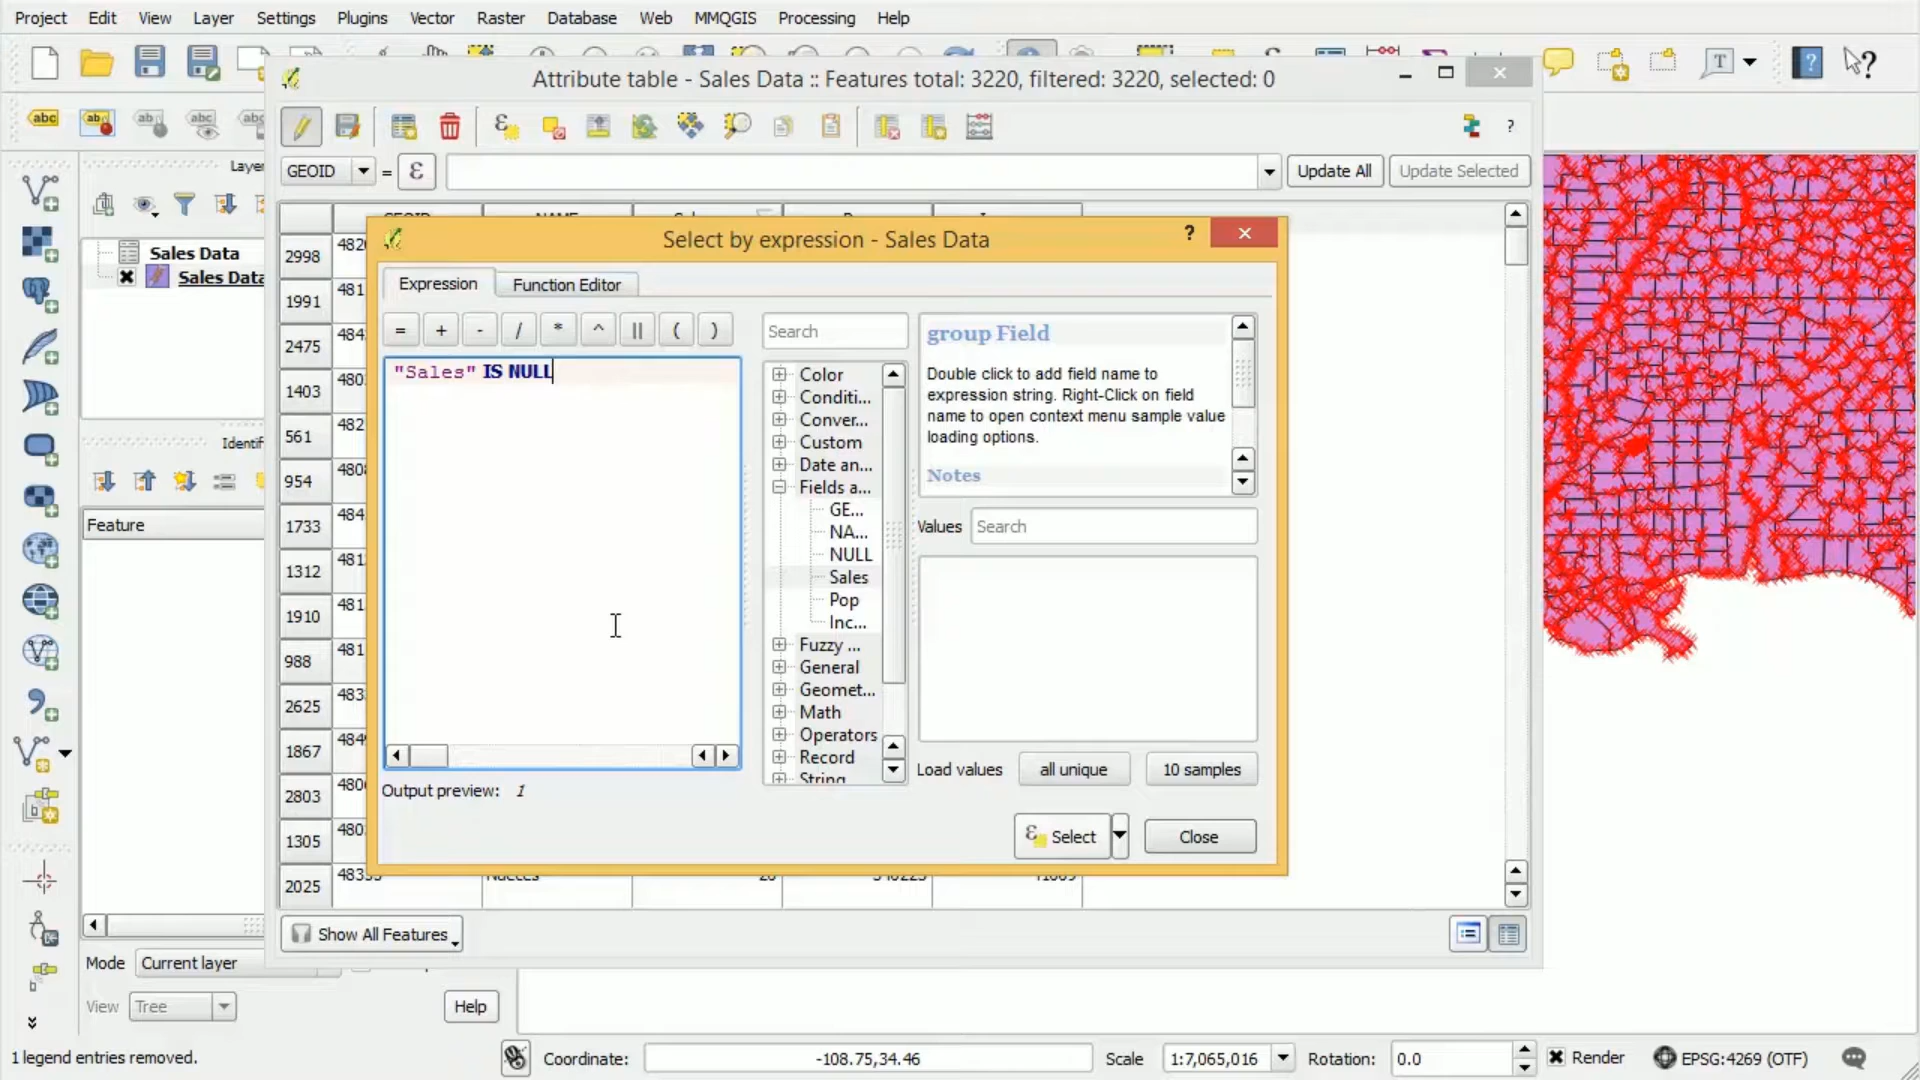 Project Edit View Layer Settings Plugins Vector Raster Database Web MMQGIS Processing Help
Attribute table - Sales Data :: Features total: 3220, filtered: 3220, selected: 0
GEOID = ε Update All Update Selected
Sales Data
Sales Data
Feature
Mode Current layer
View Tree Help
2998
1991
2475
1403
561
954
1733
1312
1910
988
2625
1867
2803
1305
2025
Select by expression - Sales Data ?
Expression Function Editor
= + - / * ^ || ( )
"Sales" IS NULL
Output preview: 1
Search
Color
Conditi...
Conver...
Custom
Date an...
Fields a...
GE...
NA...
NULL
Sales
Pop
Inc...
Fuzzy ...
General
Geomet...
Math
Operators
Record
String
group Field
Double click to add field name to
expression string. Right-Click on field
name to open context menu sample value
loading options.
Notes
Values Search
Load values all unique 10 samples
ε Select Close
Show All Features
1 legend entries removed. Coordinate: -108.75,34.46 Scale 1:7,065,016 Rotation: 0.0 Render EPSG:4269 (OTF)